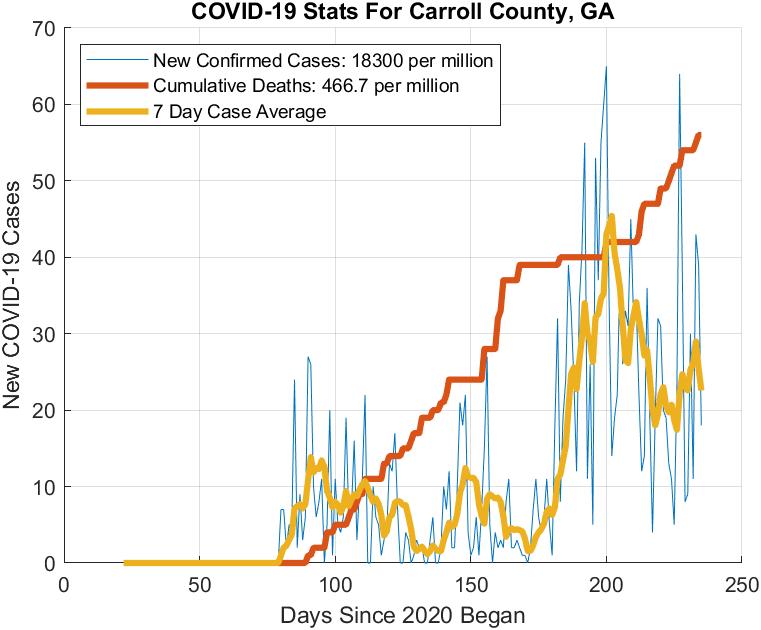 COVID-19 Stats For Carroll County, GA
70
New Confirmed Cases: 18300 per million
Cumulative Deaths: 466.7 per million
7 Day Case Average
60
50
40
30
20
10
0
New COVID-19 Cases
0 50 100 150 200 250
Days Since 2020 Began